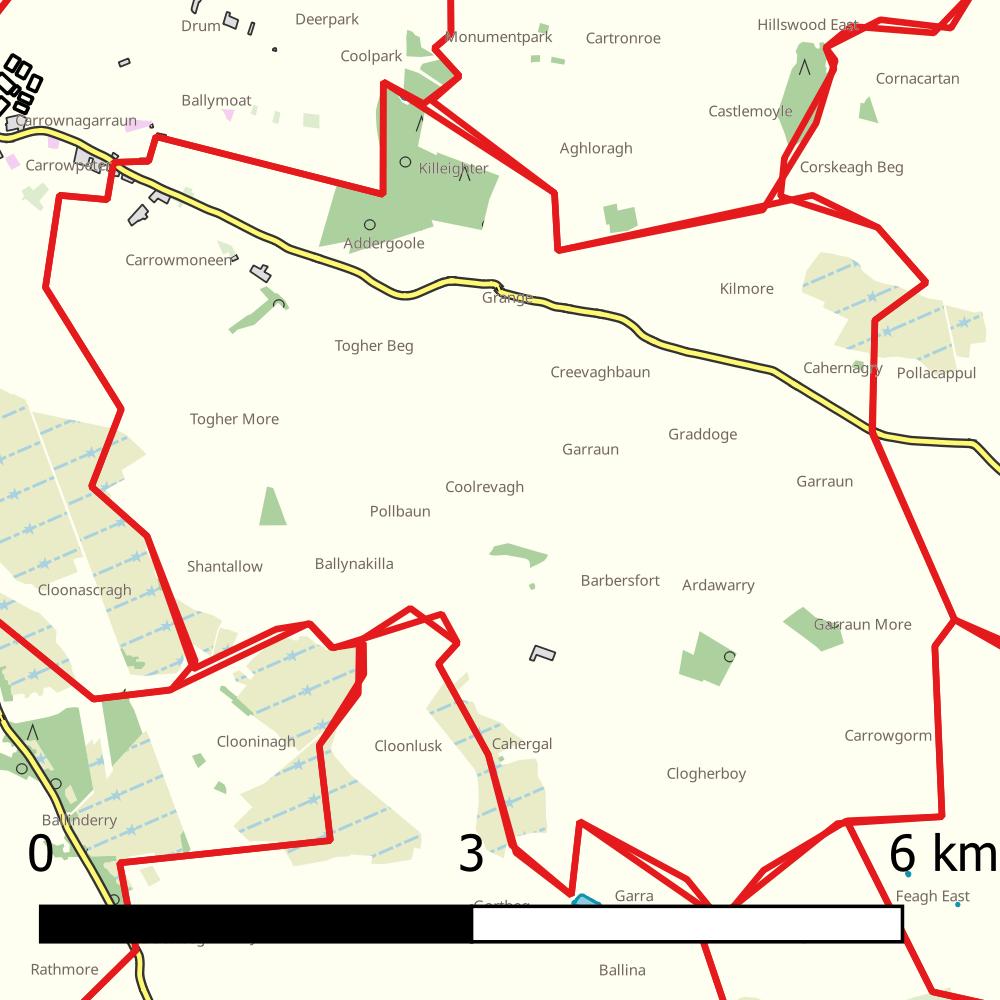 Drum
Deerpark
Hillswood East
Monumentpark
Cartronroe
Coolpark
Cornacartan
Ballymoat
Castlemoyle
Carrownagarraun
Aghloragh
Carrowpeter
Killeighter
Corskeagh Beg
Addergoole
Carrowmoneen
Kilmore
Grange
Togher Beg
Creevaghbaun
Cahernagry
Pollacappul
Togher More
Graddoge
Garraun
Garraun
Coolrevagh
Pollbaun
Shantallow
Ballynakilla
Barbersfort
Ardawarry
Cloonascragh
Garraun More
Clooninagh
Cloonlusk
Cahergal
Carrowgorm
Clogherboy
Ballinderry
0
3
6 km
Garra
Feagh East
Rathmore
Ballina